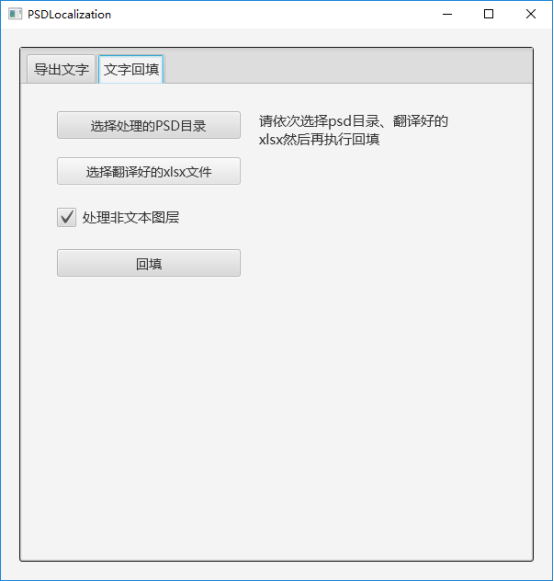 PSDLocalization
导出文字
文字回填
选择处理的PSD目录
请依次选择psd目录、翻译好的
xlsx然后再执行回填
选择翻译好的xlsx文件
处理非文本图层
回填